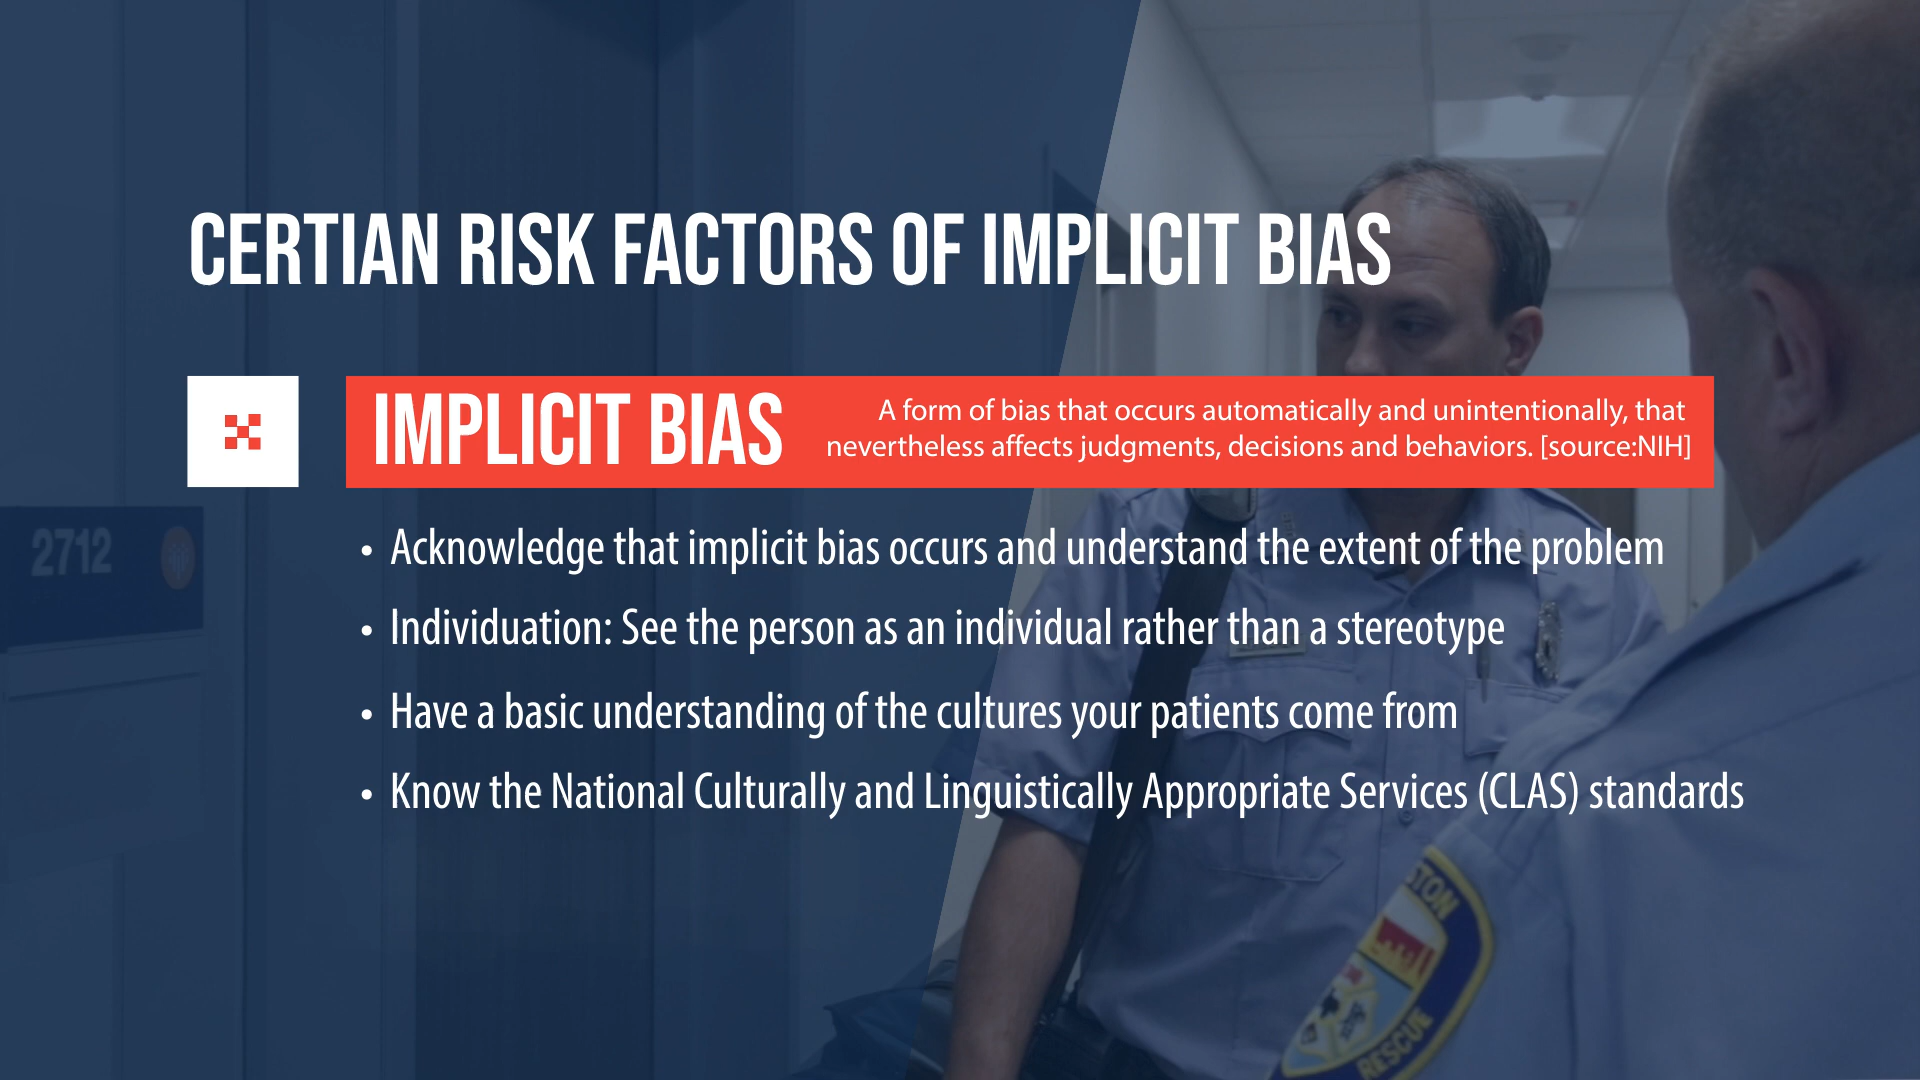 CERTIAN RISK FACTORS OF IMPLICIT BIAS
IMPLICIT BIAS
A form of bias that occurs automatically and unintentionally, that
nevertheless affects judgments, decisions and behaviors. [source:NIH]
• Acknowledge that implicit bias occurs and understand the extent of the problem
• Individuation: See the person as an individual rather than a stereotype
• Have a basic understanding of the cultures your patients come from
• Know the National Culturally and Linguistically Appropriate Services (CLAS) standards
2712
TON
RESCUE